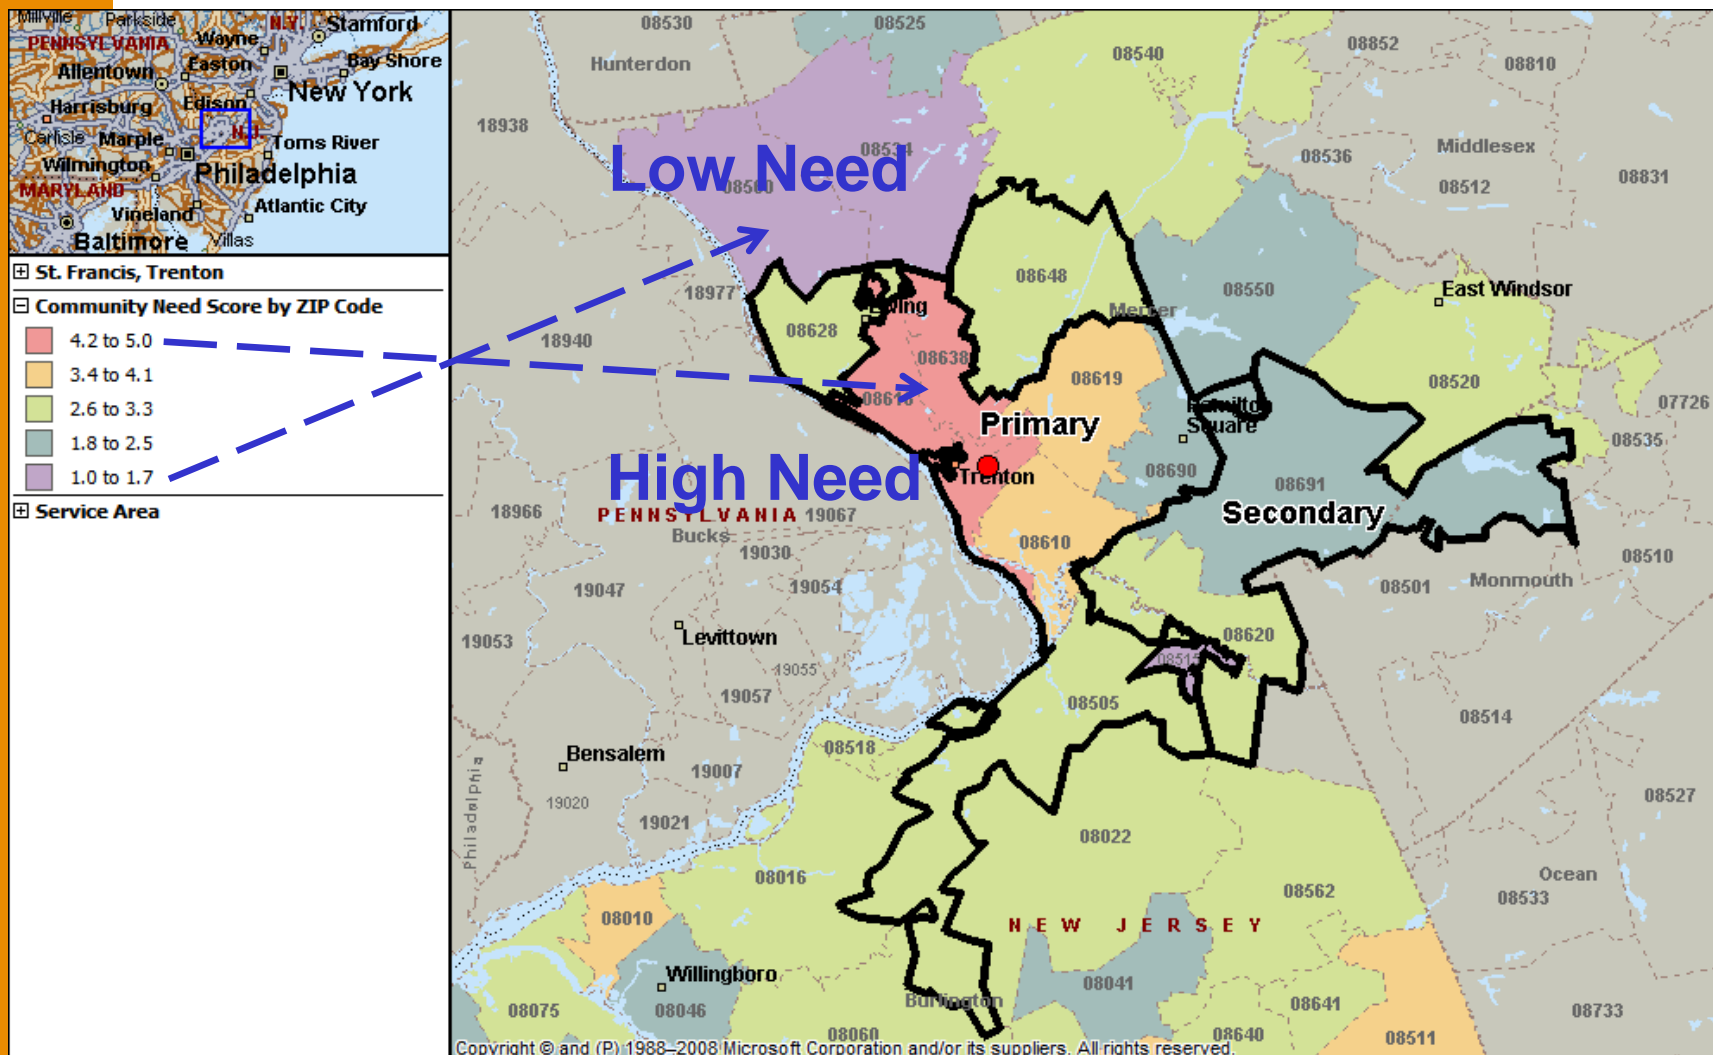 Millville Parkside N.Y. Stamford
PENNSYLVANIA Wayne
Allentown Easton Bay Shore
New York
Harrisburg Edison
Carlisle Marple N.J. Toms River
Wilmington Philadelphia
MARYLAND
Vineland Atlantic City
Baltimore Villas
St. Francis, Trenton
Community Need Score by ZIP Code
4.2 to 5.0
3.4 to 4.1
2.6 to 3.3
1.8 to 2.5
1.0 to 1.7
Service Area
08530 08525
08540 08852
Hunterdon 08810
18938
08534
Low Need
08560
08536 Middlesex
08512 08831
18977 08648 08550 East Windsor
Mercer
Ewing
08628
18940 08638
08619 08520
08618
Hamilton
Square
07726
Primary
08535
High Need
Trenton
08690 08691
18966 PENNSYLVANIA 19067 Secondary
Bucks
19030 08610 08510
19047 19054 08501 Monmouth
19053 Levittown 08620
19055 08515
19057 08505
08518 08514
Bensalem
19007
19020 08527
19021
Philadelphia
08022
08016 08562 Ocean
08533
08010 NEW JERSEY
Willingboro
08041
08075 08046 Burlington 08641 08733
08060 08640 08511
Copyright © and (P) 1988–2008 Microsoft Corporation and/or its suppliers. All rights reserved.